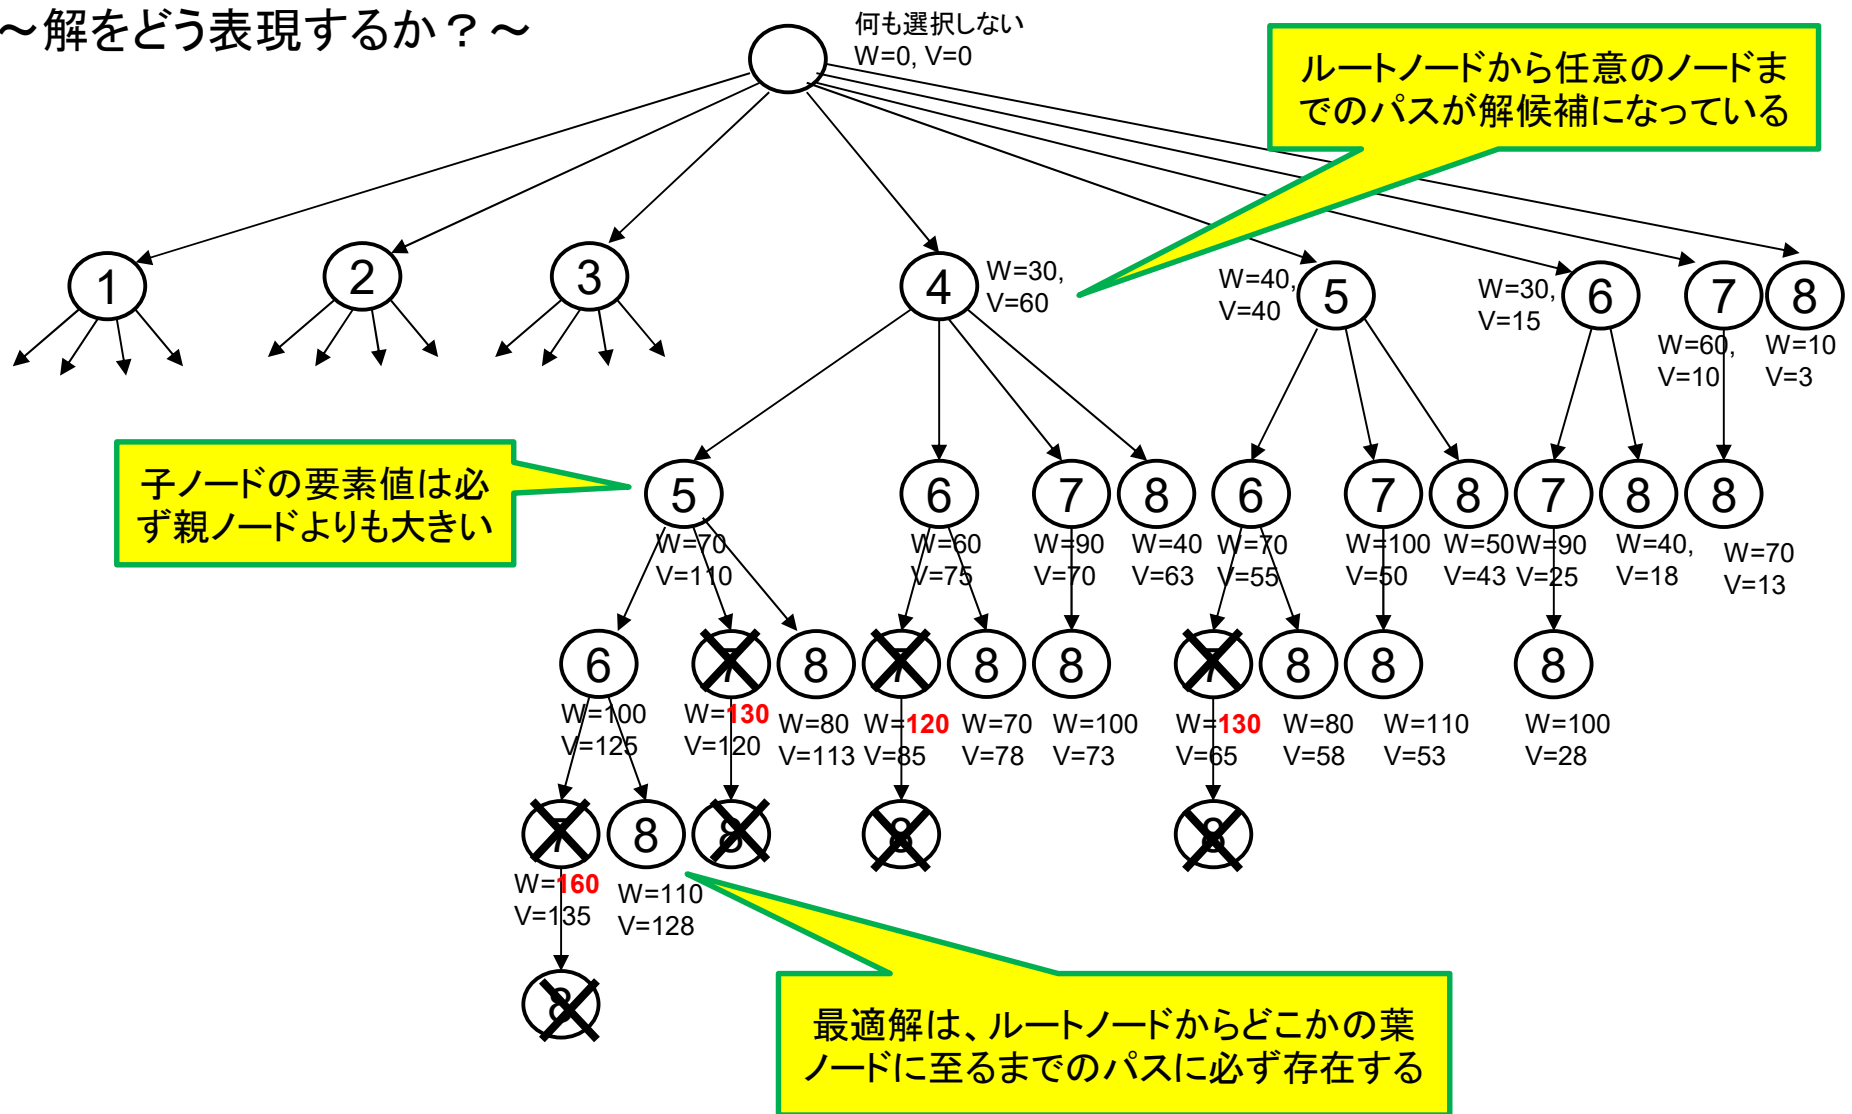 ～解をどう表現するか？～
何も選択しない
W=0, V=0
ルートノードから任意のノードま
でのパスが解候補になっている
1
2
3
4
W=30,
V=60
W=40,
V=40
5
W=30,
V=15
6
7
8
W=60,
V=10
W=10
V=3
子ノードの要素値は必
ず親ノードよりも大きい
5
6
7
8
6
7
8
7
8
8
W=70
V=110
W=60
V=75
W=90
V=70
W=40
V=63
W=70
V=55
W=100
V=50
W=50
V=43
W=90
V=25
W=40,
V=18
W=70
V=13
6
7
8
7
8
8
7
8
8
8
W=100
V=125
W=130
V=120
W=80
V=113
W=120
V=85
W=70
V=78
W=100
V=73
W=130
V=65
W=80
V=58
W=110
V=53
W=100
V=28
7
8
8
8
8
W=160
V=135
W=110
V=128
8
最適解は、ルートノードからどこかの葉
ノードに至るまでのパスに必ず存在する